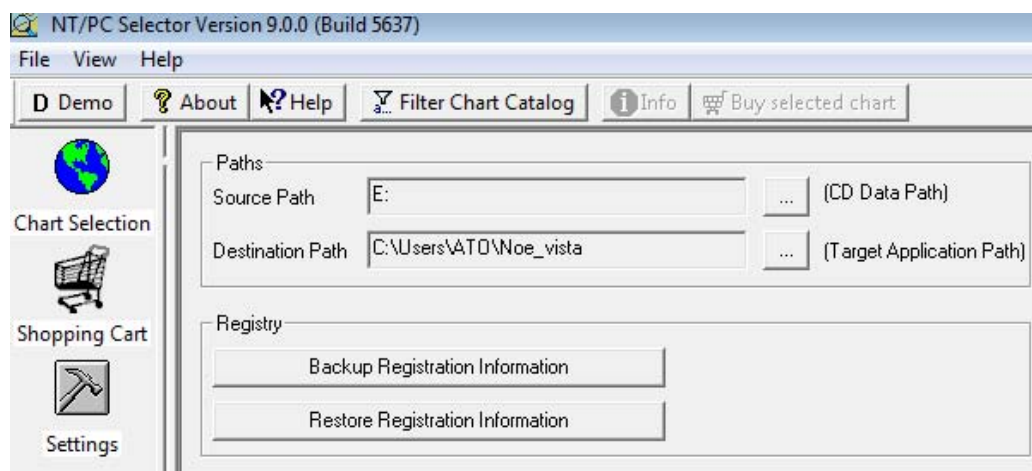 NT/PC Selector Version 9.0.0 (Build 5637)
File View Help
D Demo ? About ? Help Filter Chart Catalog Info Buy selected chart
Chart Selection
Shopping Cart
Settings
Paths
Source Path E: ... (CD Data Path)
Destination Path C:\Users\ATO\Noe_vista ... (Target Application Path)
Registry
Backup Registration Information
Restore Registration Information